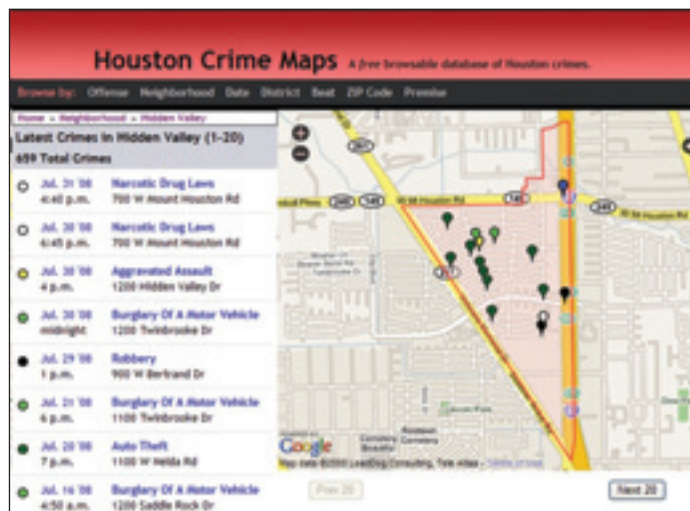 Houston Crime Maps A free browsable database of Houston crimes.
Browse by: Offense Neighborhood Date District Beat ZIP Code Premise
Home » Neighborhood » Hidden Valley
Latest Crimes in Hidden Valley (1-20)
659 Total Crimes
Jul. 31 '08 Narcotic Drug Laws
4:40 p.m. 700 W Mount Houston Rd
Jul. 30 '08 Narcotic Drug Laws
6:45 p.m. 700 W Mount Houston Rd
Jul. 30 '08 Aggravated Assault
4 p.m. 1200 Hidden Valley Dr
Jul. 30 '08 Burglary Of A Motor Vehicle
midnight 1200 Twinbrooke Dr
Jul. 29 '08 Robbery
1 p.m. 900 W Bertrand Dr
Jul. 21 '08 Burglary Of A Motor Vehicle
6 p.m. 1100 Twinbrooke Dr
Jul. 20 '08 Auto Theft
7 p.m. 1100 W Melda Rd
Jul. 16 '08 Burglary Of A Motor Vehicle
4:50 a.m. 1200 Saddle Rock Dr
249
Houston Rd
Google
Cemetery
Prev 20
Next 20